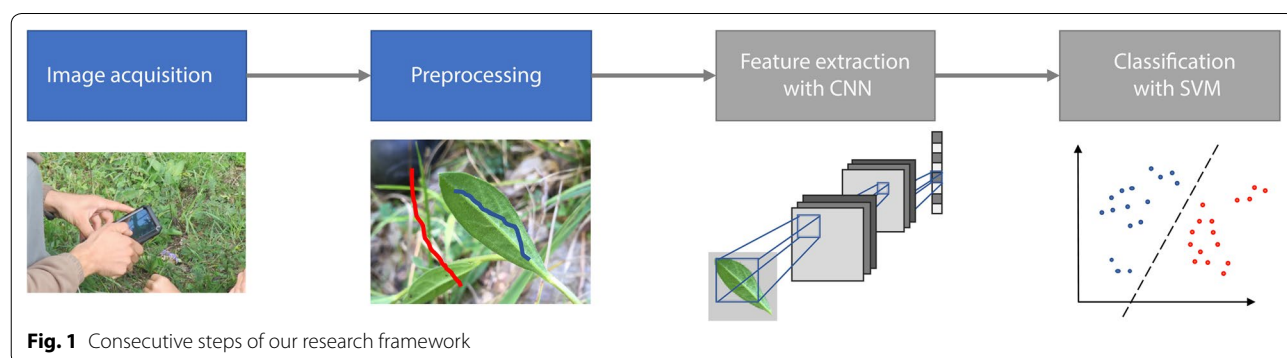 Image acquisition
Preprocessing
Feature extraction
with CNN
Classification
with SVM
Fig. 1 Consecutive steps of our research framework